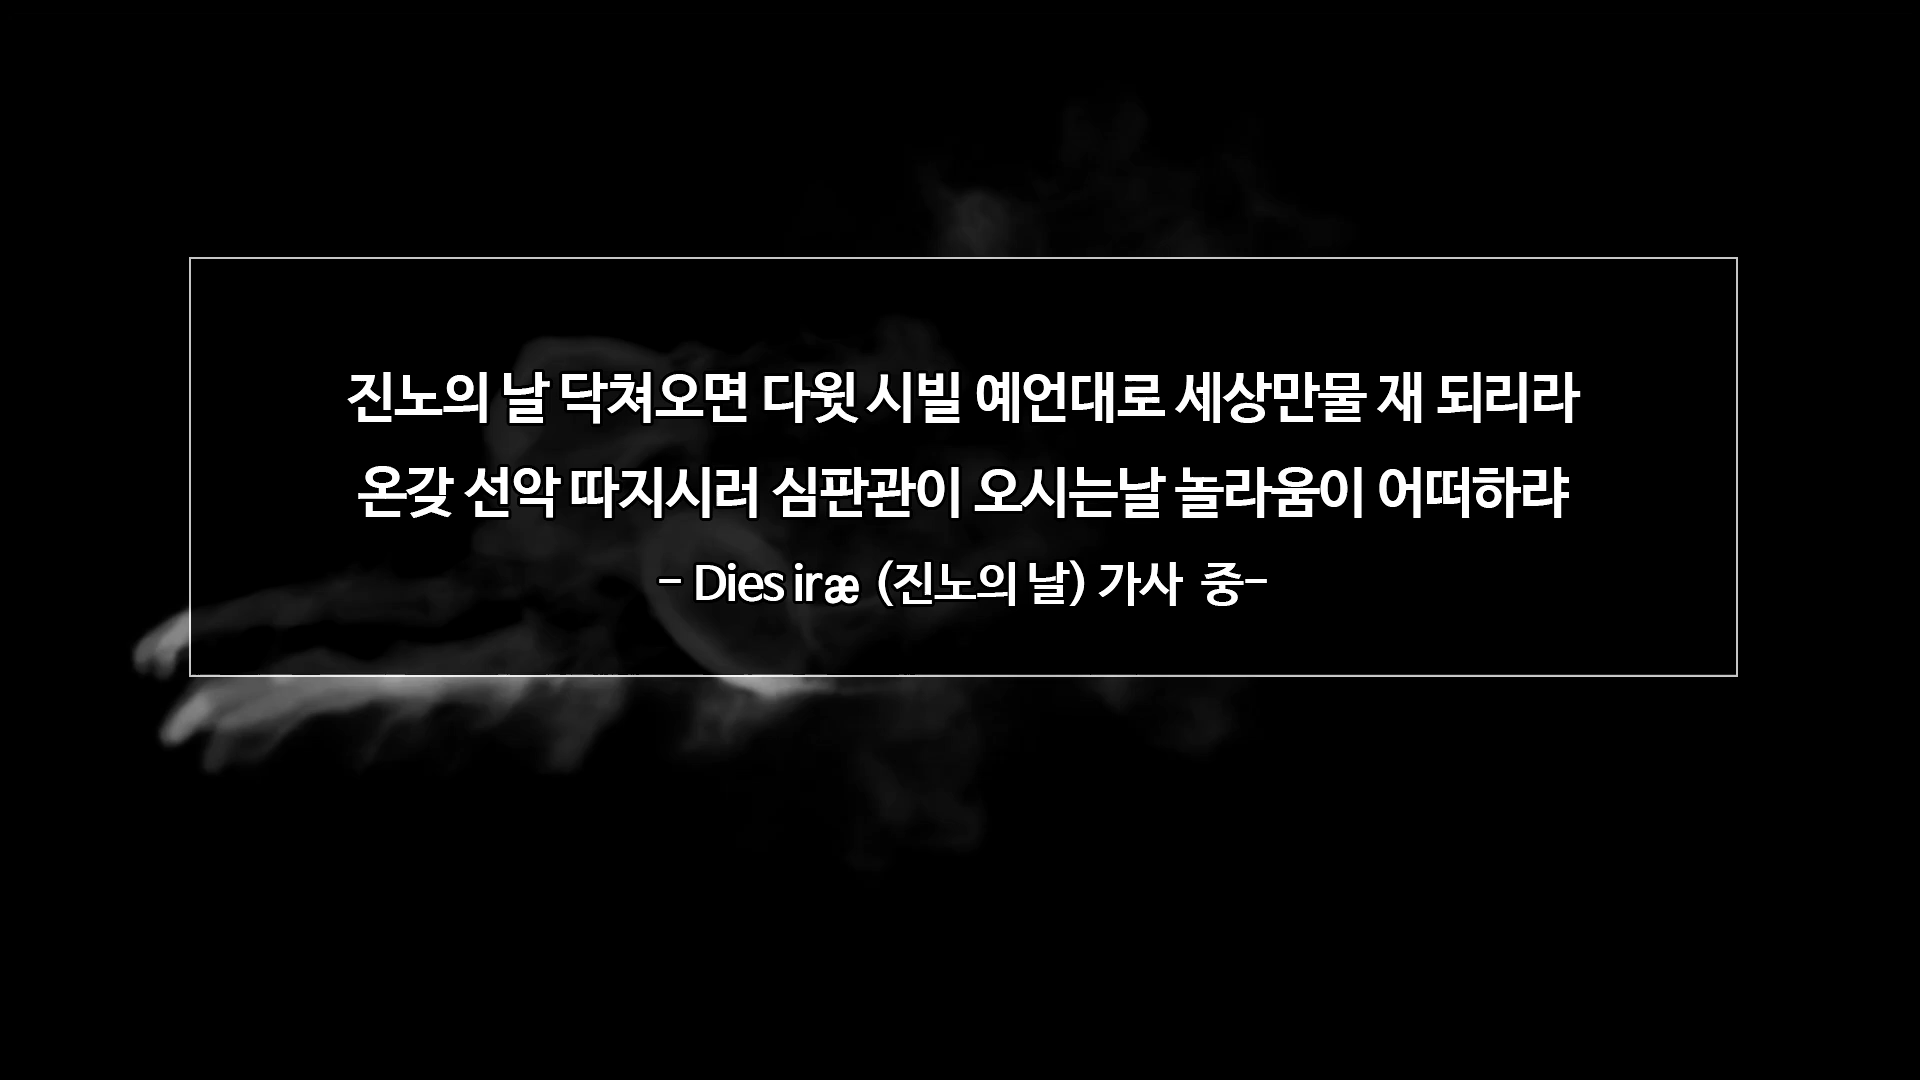 진노의 날 닥쳐오면 다윗 시빌 예언대로 세상만물 재 되리라
온갖 선악 따지시러 심판관이 오시는날 놀라움이 어떠하랴
- Dies iræ (진노의 날) 가사 중-